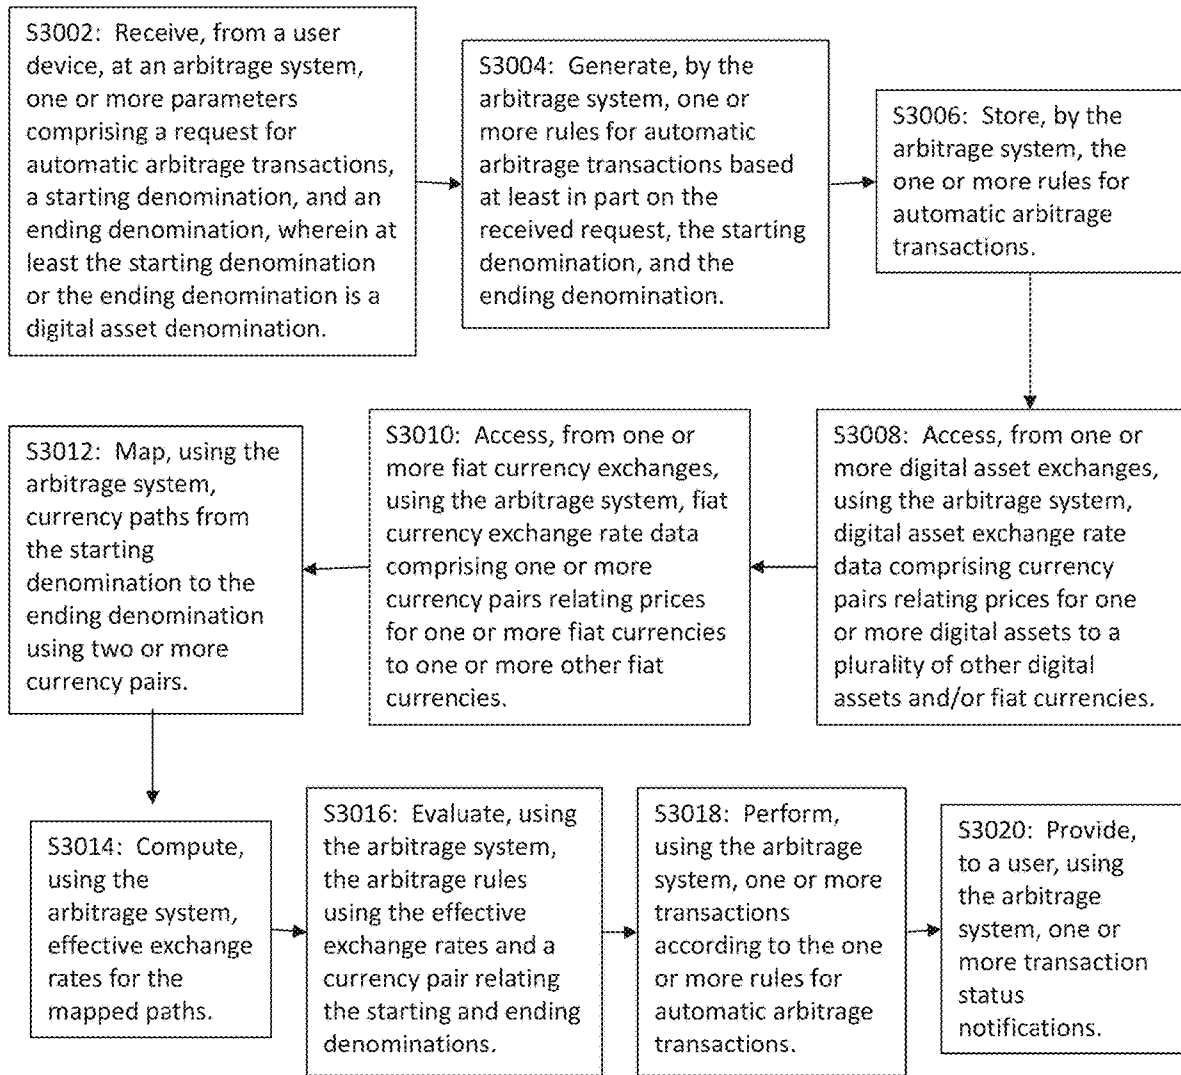 S3002: Receive, from a user
device, at an arbitrage system,
one or more parameters
comprising a request for
automatic arbitrage transactions,
a starting denomination, and an
ending denomination, wherein at
least the starting denomination
or the ending denomination is a
digital asset denomination.
S3004: Generate, by the
arbitrage system, one or
more rules for automatic
arbitrage transactions based
at least in part on the
received request, the starting
denomination, and the
ending denomination.
S3006: Store, by the
arbitrage system, the
one or more rules for
automatic arbitrage
transactions.
S3008: Access, from one or
more digital asset exchanges,
using the arbitrage system,
digital asset exchange rate
data comprising currency
pairs relating prices for one
or more digital assets to a
plurality of other digital
assets and/or fiat currencies.
S3010: Access, from one or
more fiat currency exchanges,
using the arbitrage system, fiat
currency exchange rate data
comprising one or more
currency pairs relating prices
for one or more fiat currencies
to one or more other fiat
currencies.
S3012: Map, using the
arbitrage system,
currency paths from
the starting
denomination to the
ending denomination
using two or more
currency pairs.
S3014: Compute,
using the
arbitrage system,
effective exchange
rates for the
mapped paths.
S3016: Evaluate, using
the arbitrage system,
the arbitrage rules
using the effective
exchange rates and a
currency pair relating
the starting and ending
denominations.
S3018: Perform,
using the arbitrage
system, one or more
transactions
according to the one
or more rules for
automatic arbitrage
transactions.
S3020: Provide,
to a user, using
the arbitrage
system, one or
more transaction
status
notifications.